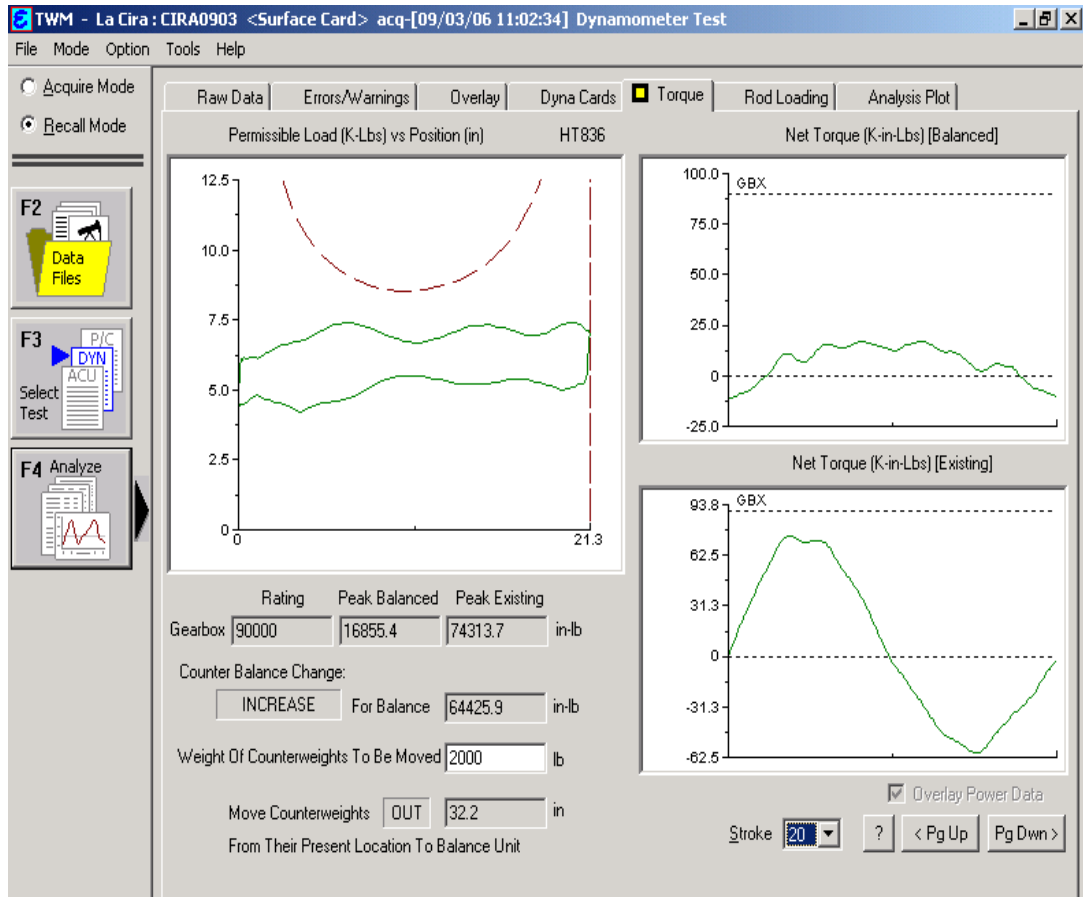 TWM - La Cira : CIRA0903 <Surface Card> acq-[09/03/06 11:02:34] Dynamometer Test
File Mode Option Tools Help
Acquire Mode
Recall Mode
F2
Data
Files
F3
P/C
DYN
ACU
Select
Test
F4 Analyze
Raw Data
Errors/Warnings
Overlay
Dyna Cards
Torque
Rod Loading
Analysis Plot
Permissible Load (K-Lbs) vs Position (in) HT836
12.5
10.0
7.5
5.0
2.5
0
0 21.3
Net Torque (K-in-Lbs) [Balanced]
100.0
GBX
75.0
50.0
25.0
0
-25.0
Net Torque (K-in-Lbs) [Existing]
93.8
GBX
62.5
31.3
0
-31.3
-62.5
Rating Peak Balanced Peak Existing
Gearbox 90000 16855.4 74313.7 in-lb
Counter Balance Change:
INCREASE For Balance 64425.9 in-lb
Weight Of Counterweights To Be Moved 2000 lb
Move Counterweights OUT 32.2 in
From Their Present Location To Balance Unit
Overlay Power Data
Stroke 20 ? < Pg Up Pg Dwn >